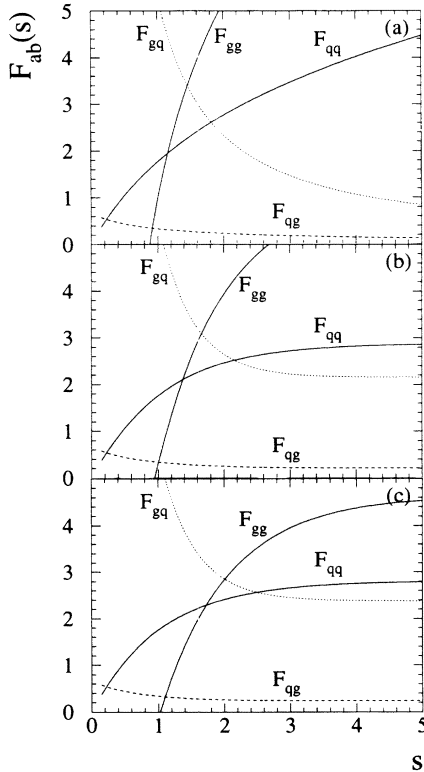 F_ab(s)
5
4
3
2
1
0
(a)
F_gq
F_gg
F_qq
F_qg
4
3
2
1
0
(b)
F_gq
F_gg
F_qq
F_qg
4
3
2
1
0
(c)
F_gq
F_gg
F_qq
F_qg
0 1 2 3 4 5
s